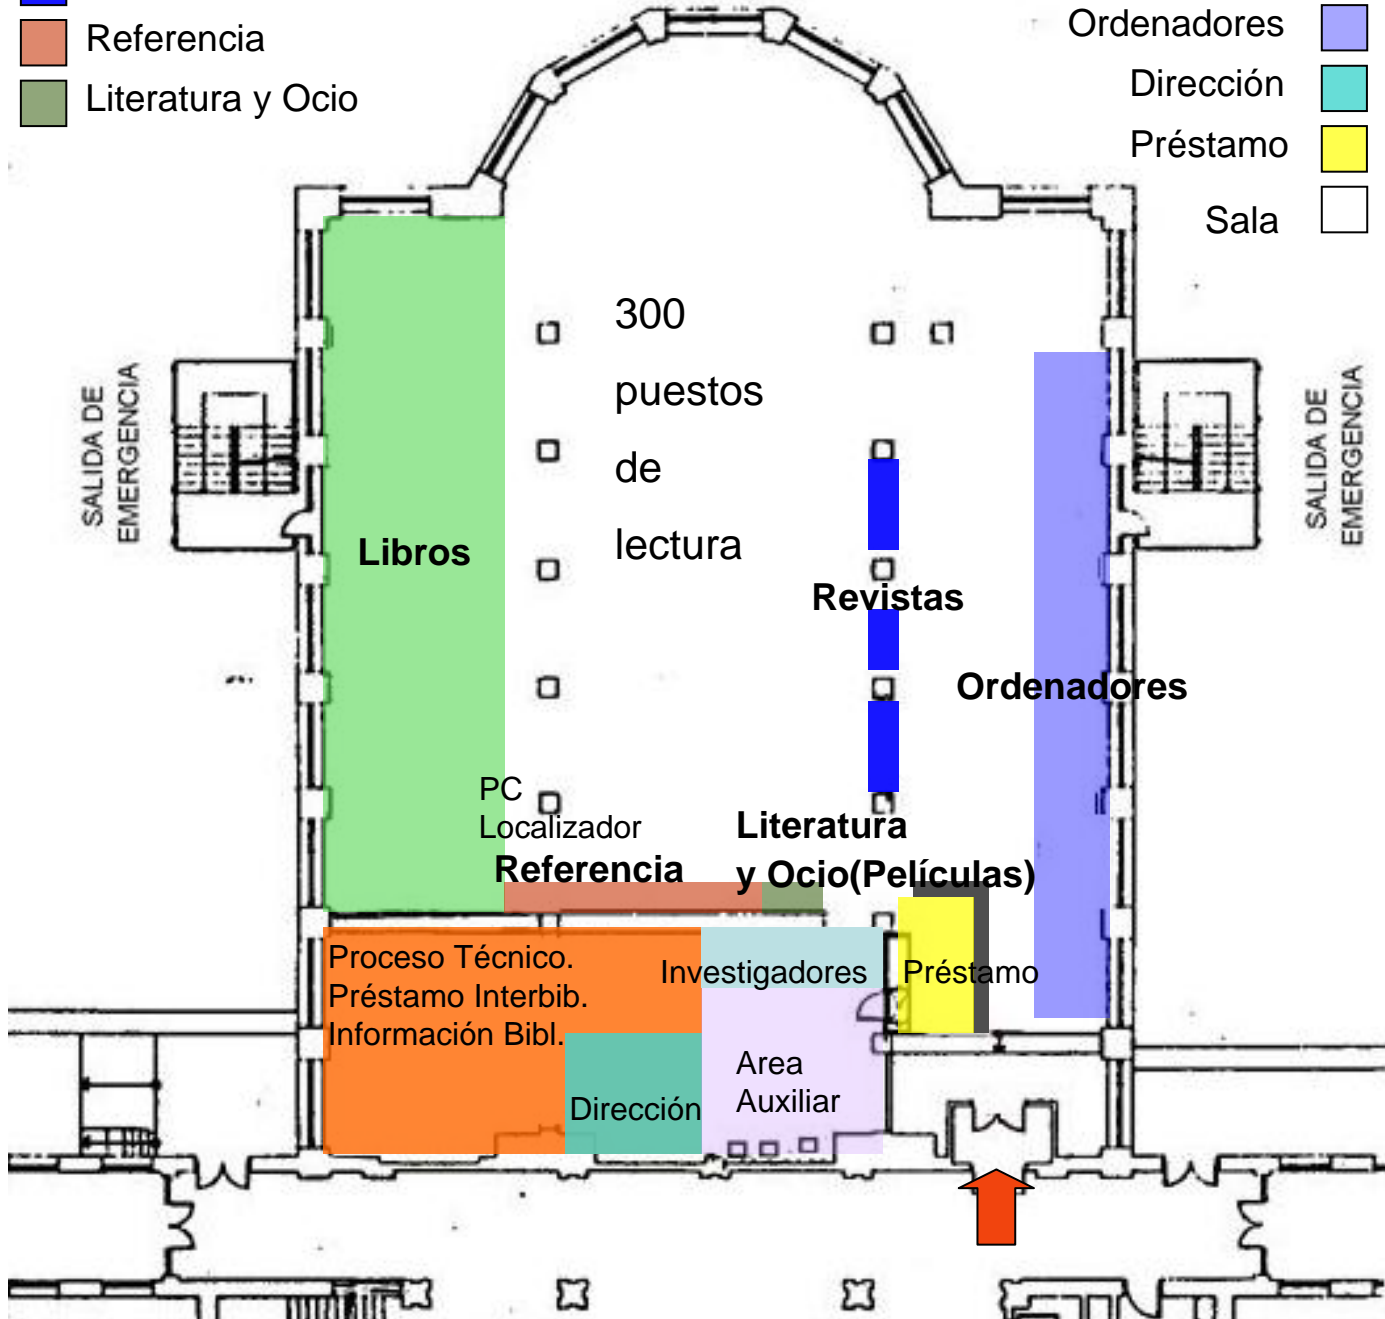 Referencia
Literatura y Ocio
Ordenadores
Dirección
Préstamo
Sala
300
puestos
de
lectura
SALIDA DE
EMERGENCIA
SALIDA DE
EMERGENCIA
Libros
Revistas
Ordenadores
PC
Localizador
Referencia
Literatura
y Ocio(Películas)
Proceso Técnico.
Préstamo Interbib.
Información Bibl.
Investigadores
Préstamo
Dirección
Area
Auxiliar